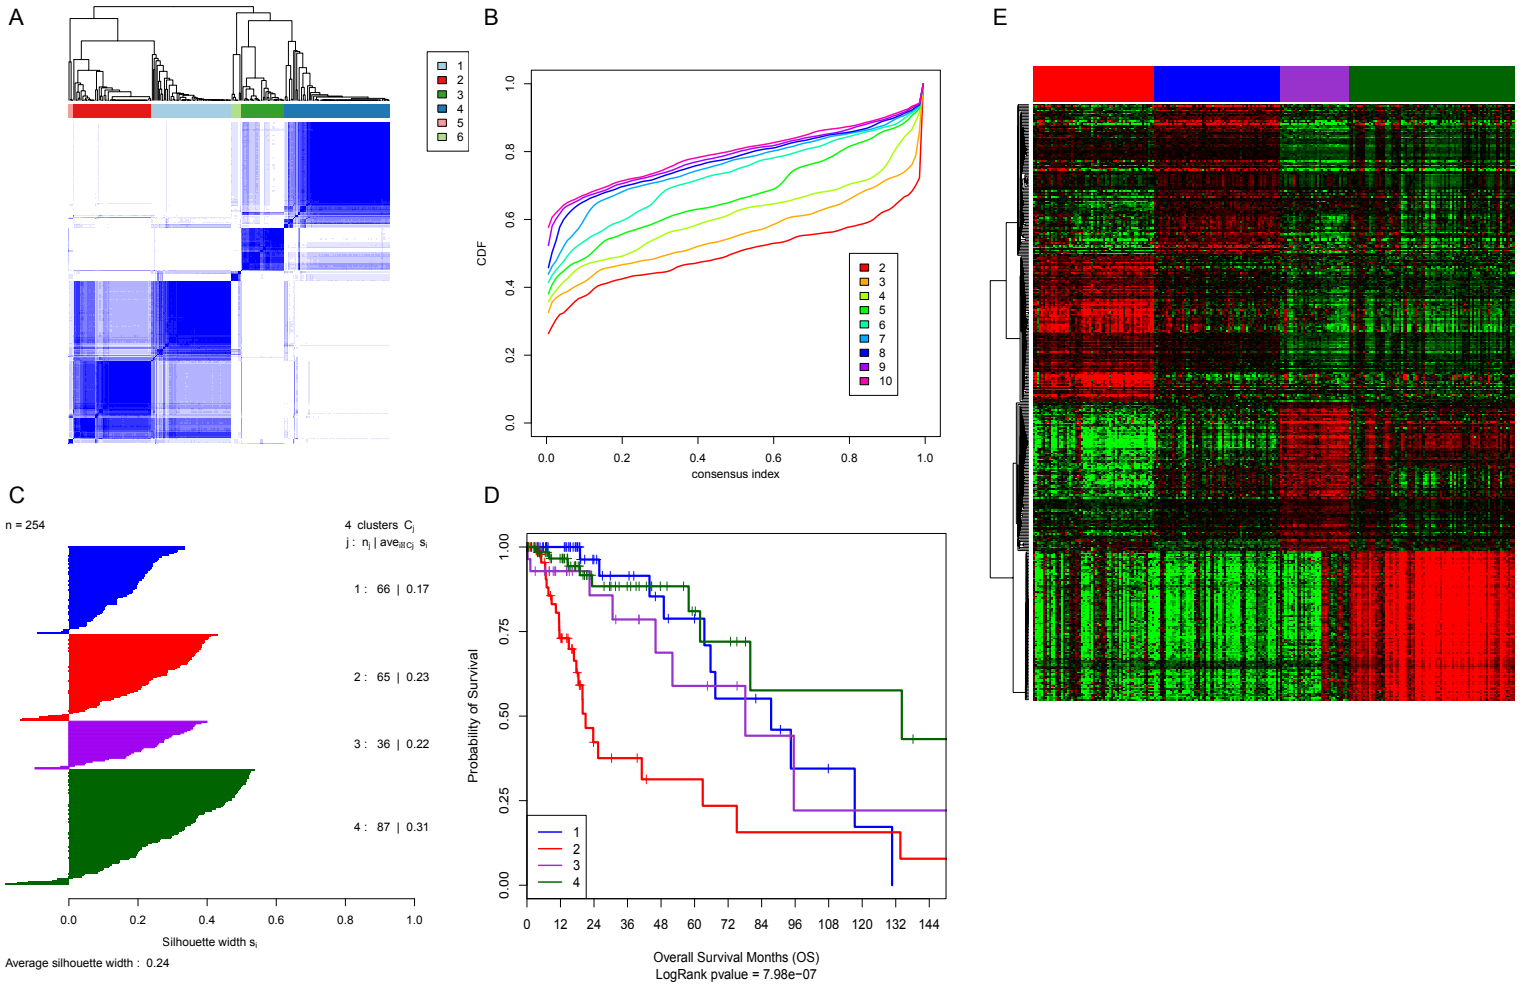 A
1
2
3
4
5
6
B
CDF
0.0
0.2
0.4
0.6
0.8
1.0
0.0 0.2 0.4 0.6 0.8 1.0
consensus index
2
3
4
5
6
7
8
9
10
C
n = 254
4 clusters Cj
j : nj | avei∈Cj si
1 : 66 | 0.17
2 : 65 | 0.23
3 : 36 | 0.22
4 : 87 | 0.31
0.0 0.2 0.4 0.6 0.8 1.0
Silhouette width si
Average silhouette width : 0.24
D
Probability of Survival
0.00
0.25
0.50
0.75
1.00
1
2
3
4
0 12 24 36 48 60 72 84 96 108 120 132 144
Overall Survival Months (OS)
LogRank pvalue = 7.98e−07
E